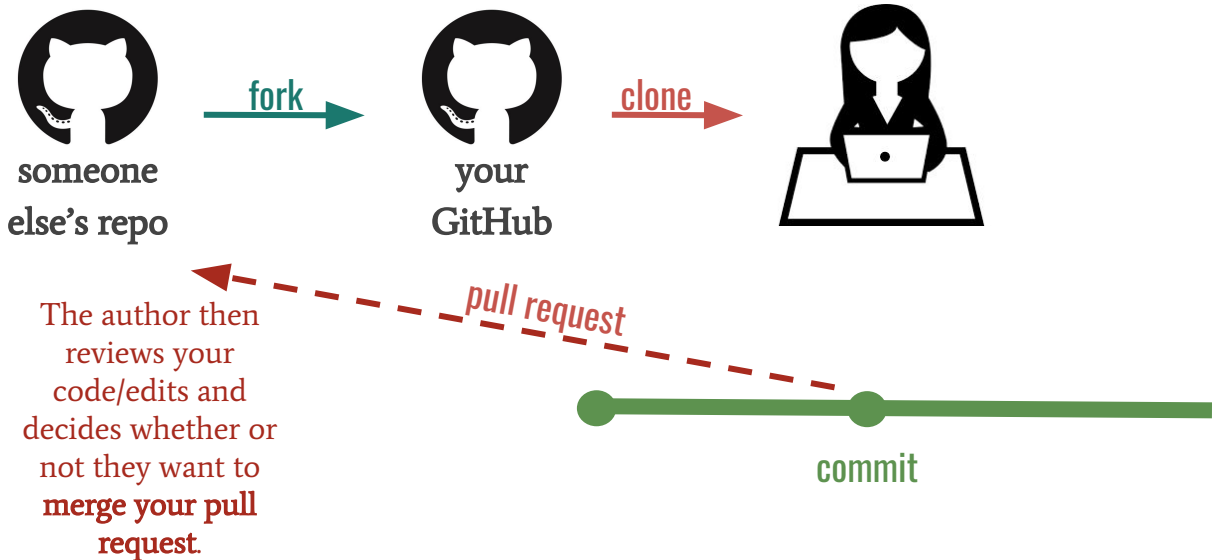 fork
clone
someone
else’s repo
your
GitHub
pull request
The author then
reviews your
code/edits and
decides whether or
not they want to
merge your pull
request.
commit